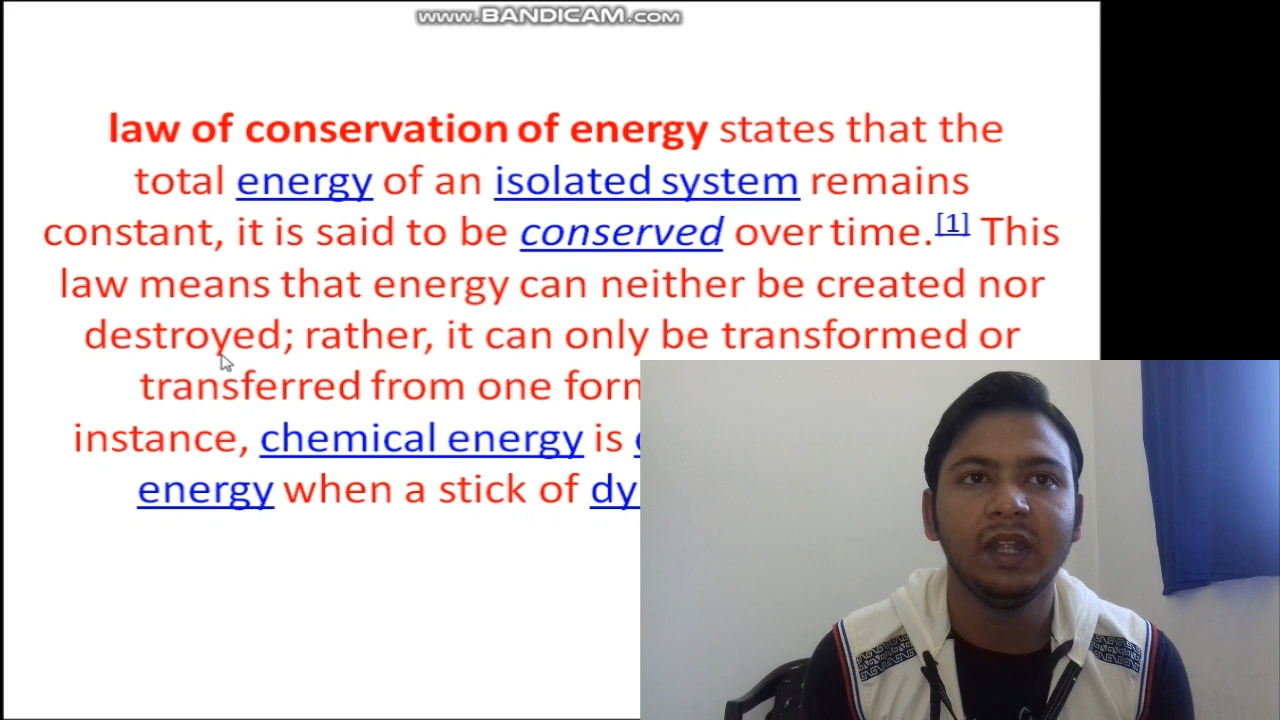 WWW.BANDICAM.COM
law of conservation of energy states that the
total energy of an isolated system remains
constant, it is said to be conserved over time.[1] This
law means that energy can neither be created nor
destroyed; rather, it can only be transformed or
transferred from one
instance, chemical energy is
energy when a stick of